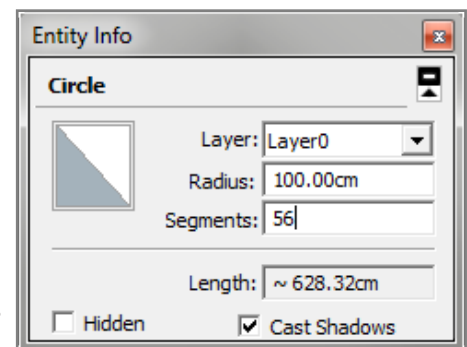 Entity Info
Circle
Layer: Layer0
Radius: 100.00cm
Segments: 56
Length: ~ 628.32cm
Hidden Cast Shadows